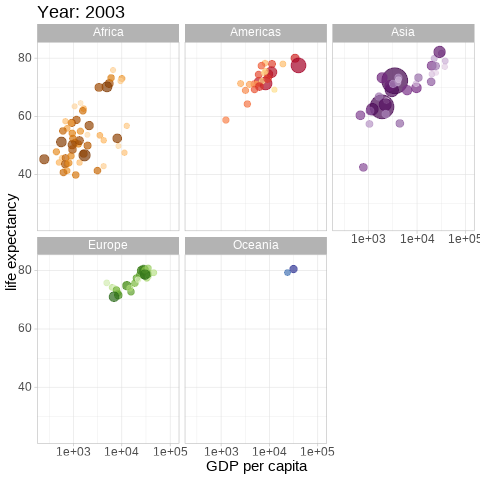 Year: 2003
Africa
Americas
Asia
80
60
40
1e+03
1e+04
1e+05
life expectancy
Europe
Oceania
80
60
40
1e+03
1e+04
1e+05
1e+03
1e+04
1e+05
GDP per capita